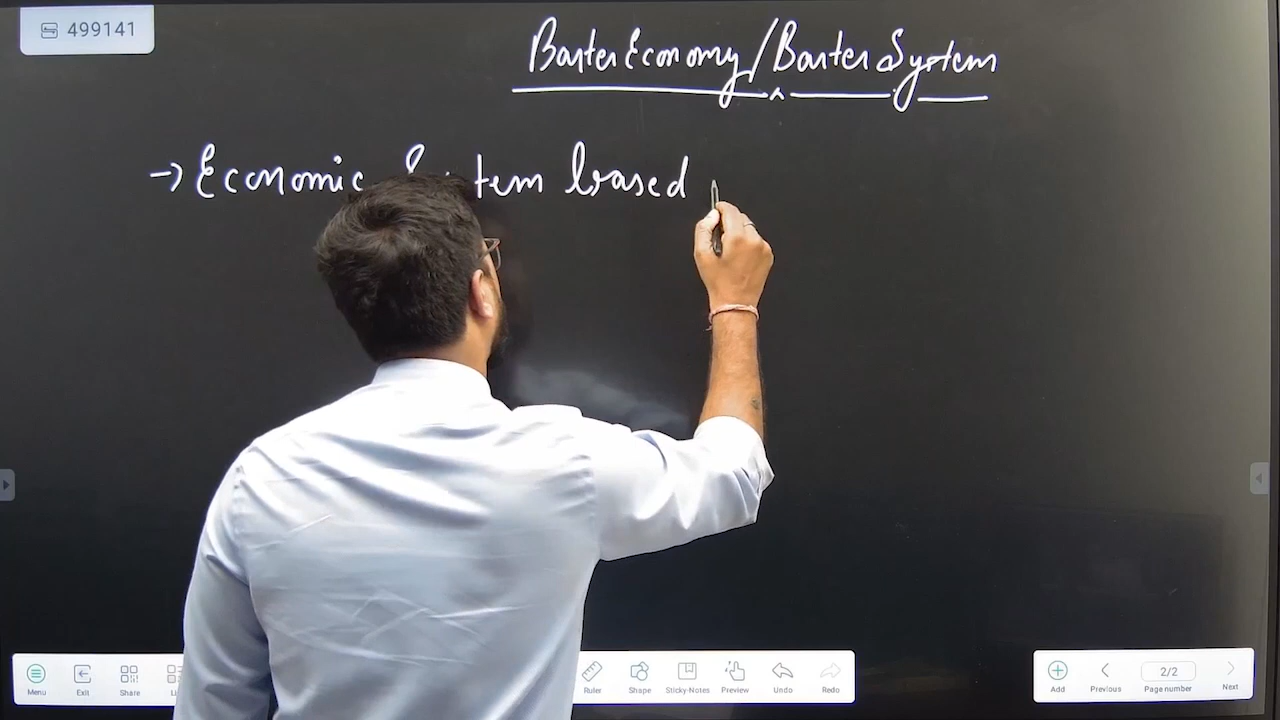 499141
Barter Economy/Barter System
→ Economic System based
Menu Exit Share Ruler Shape Sticky-Notes Preview Undo Redo
Add Previous 2/2 Page number Next